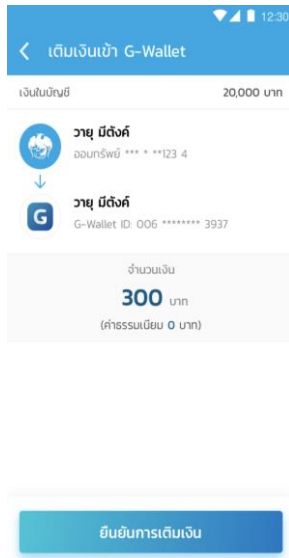 12:30
เติมเงินเข้า G-Wallet
เงินในบัญชี 20,000 บาท
วายุ มีตังค์
ออมทรัพย์ *** * **123 4
วายุ มีตังค์
G
G-Wallet ID: 006 ******** 3937
จำนวนเงิน
300 บาท
(ค่าธรรมเนียม 0 บาท)
ยืนยันการเติมเงิน